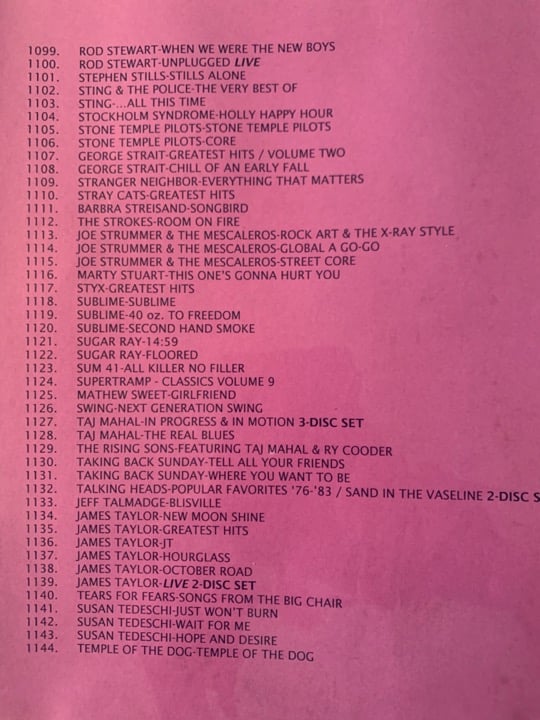 1099. ROD STEWART-WHEN WE WERE THE NEW BOYS
1100. ROD STEWART-UNPLUGGED LIVE
1101. STEPHEN STILLS-STILLS ALONE
1102. STING & THE POLICE-THE VERY BEST OF
1103. STING-...ALL THIS TIME
1104. STOCKHOLM SYNDROME-HOLLY HAPPY HOUR
1105. STONE TEMPLE PILOTS-STONE TEMPLE PILOTS
1106. STONE TEMPLE PILOTS-CORE
1107. GEORGE STRAIT-GREATEST HITS / VOLUME TWO
1108. GEORGE STRAIT-CHILL OF AN EARLY FALL
1109. STRANGER NEIGHBOR-EVERYTHING THAT MATTERS
1110. STRAY CATS-GREATEST HITS
1111. BARBRA STREISAND-SONGBIRD
1112. THE STROKES-ROOM ON FIRE
1113. JOE STRUMMER & THE MESCALEROS-ROCK ART & THE X-RAY STYLE
1114. JOE STRUMMER & THE MESCALEROS-GLOBAL A GO-GO
1115. JOE STRUMMER & THE MESCALEROS-STREET CORE
1116. MARTY STUART-THIS ONE'S GONNA HURT YOU
1117. STYX-GREATEST HITS
1118. SUBLIME-SUBLIME
1119. SUBLIME-40 oz. TO FREEDOM
1120. SUBLIME-SECOND HAND SMOKE
1121. SUGAR RAY-14:59
1122. SUGAR RAY-FLOORED
1123. SUM 41-ALL KILLER NO FILLER
1124. SUPERTRAMP - CLASSICS VOLUME 9
1125. MATHEW SWEET-GIRLFRIEND
1126. SWING-NEXT GENERATION SWING
1127. TAJ MAHAL-IN PROGRESS & IN MOTION 3-DISC SET
1128. TAJ MAHAL-THE REAL BLUES
1129. THE RISING SONS-FEATURING TAJ MAHAL & RY COODER
1130. TAKING BACK SUNDAY-TELL ALL YOUR FRIENDS
1131. TAKING BACK SUNDAY-WHERE YOU WANT TO BE
1132. TALKING HEADS-POPULAR FAVORITES '76-'83 / SAND IN THE VASELINE 2-DISC S
1133. JEFF TALMADGE-BLISVILLE
1134. JAMES TAYLOR-NEW MOON SHINE
1135. JAMES TAYLOR-GREATEST HITS
1136. JAMES TAYLOR-JT
1137. JAMES TAYLOR-HOURGLASS
1138. JAMES TAYLOR-OCTOBER ROAD
1139. JAMES TAYLOR-LIVE 2-DISC SET
1140. TEARS FOR FEARS-SONGS FROM THE BIG CHAIR
1141. SUSAN TEDESCHI-JUST WON'T BURN
1142. SUSAN TEDESCHI-WAIT FOR ME
1143. SUSAN TEDESCHI-HOPE AND DESIRE
1144. TEMPLE OF THE DOG-TEMPLE OF THE DOG